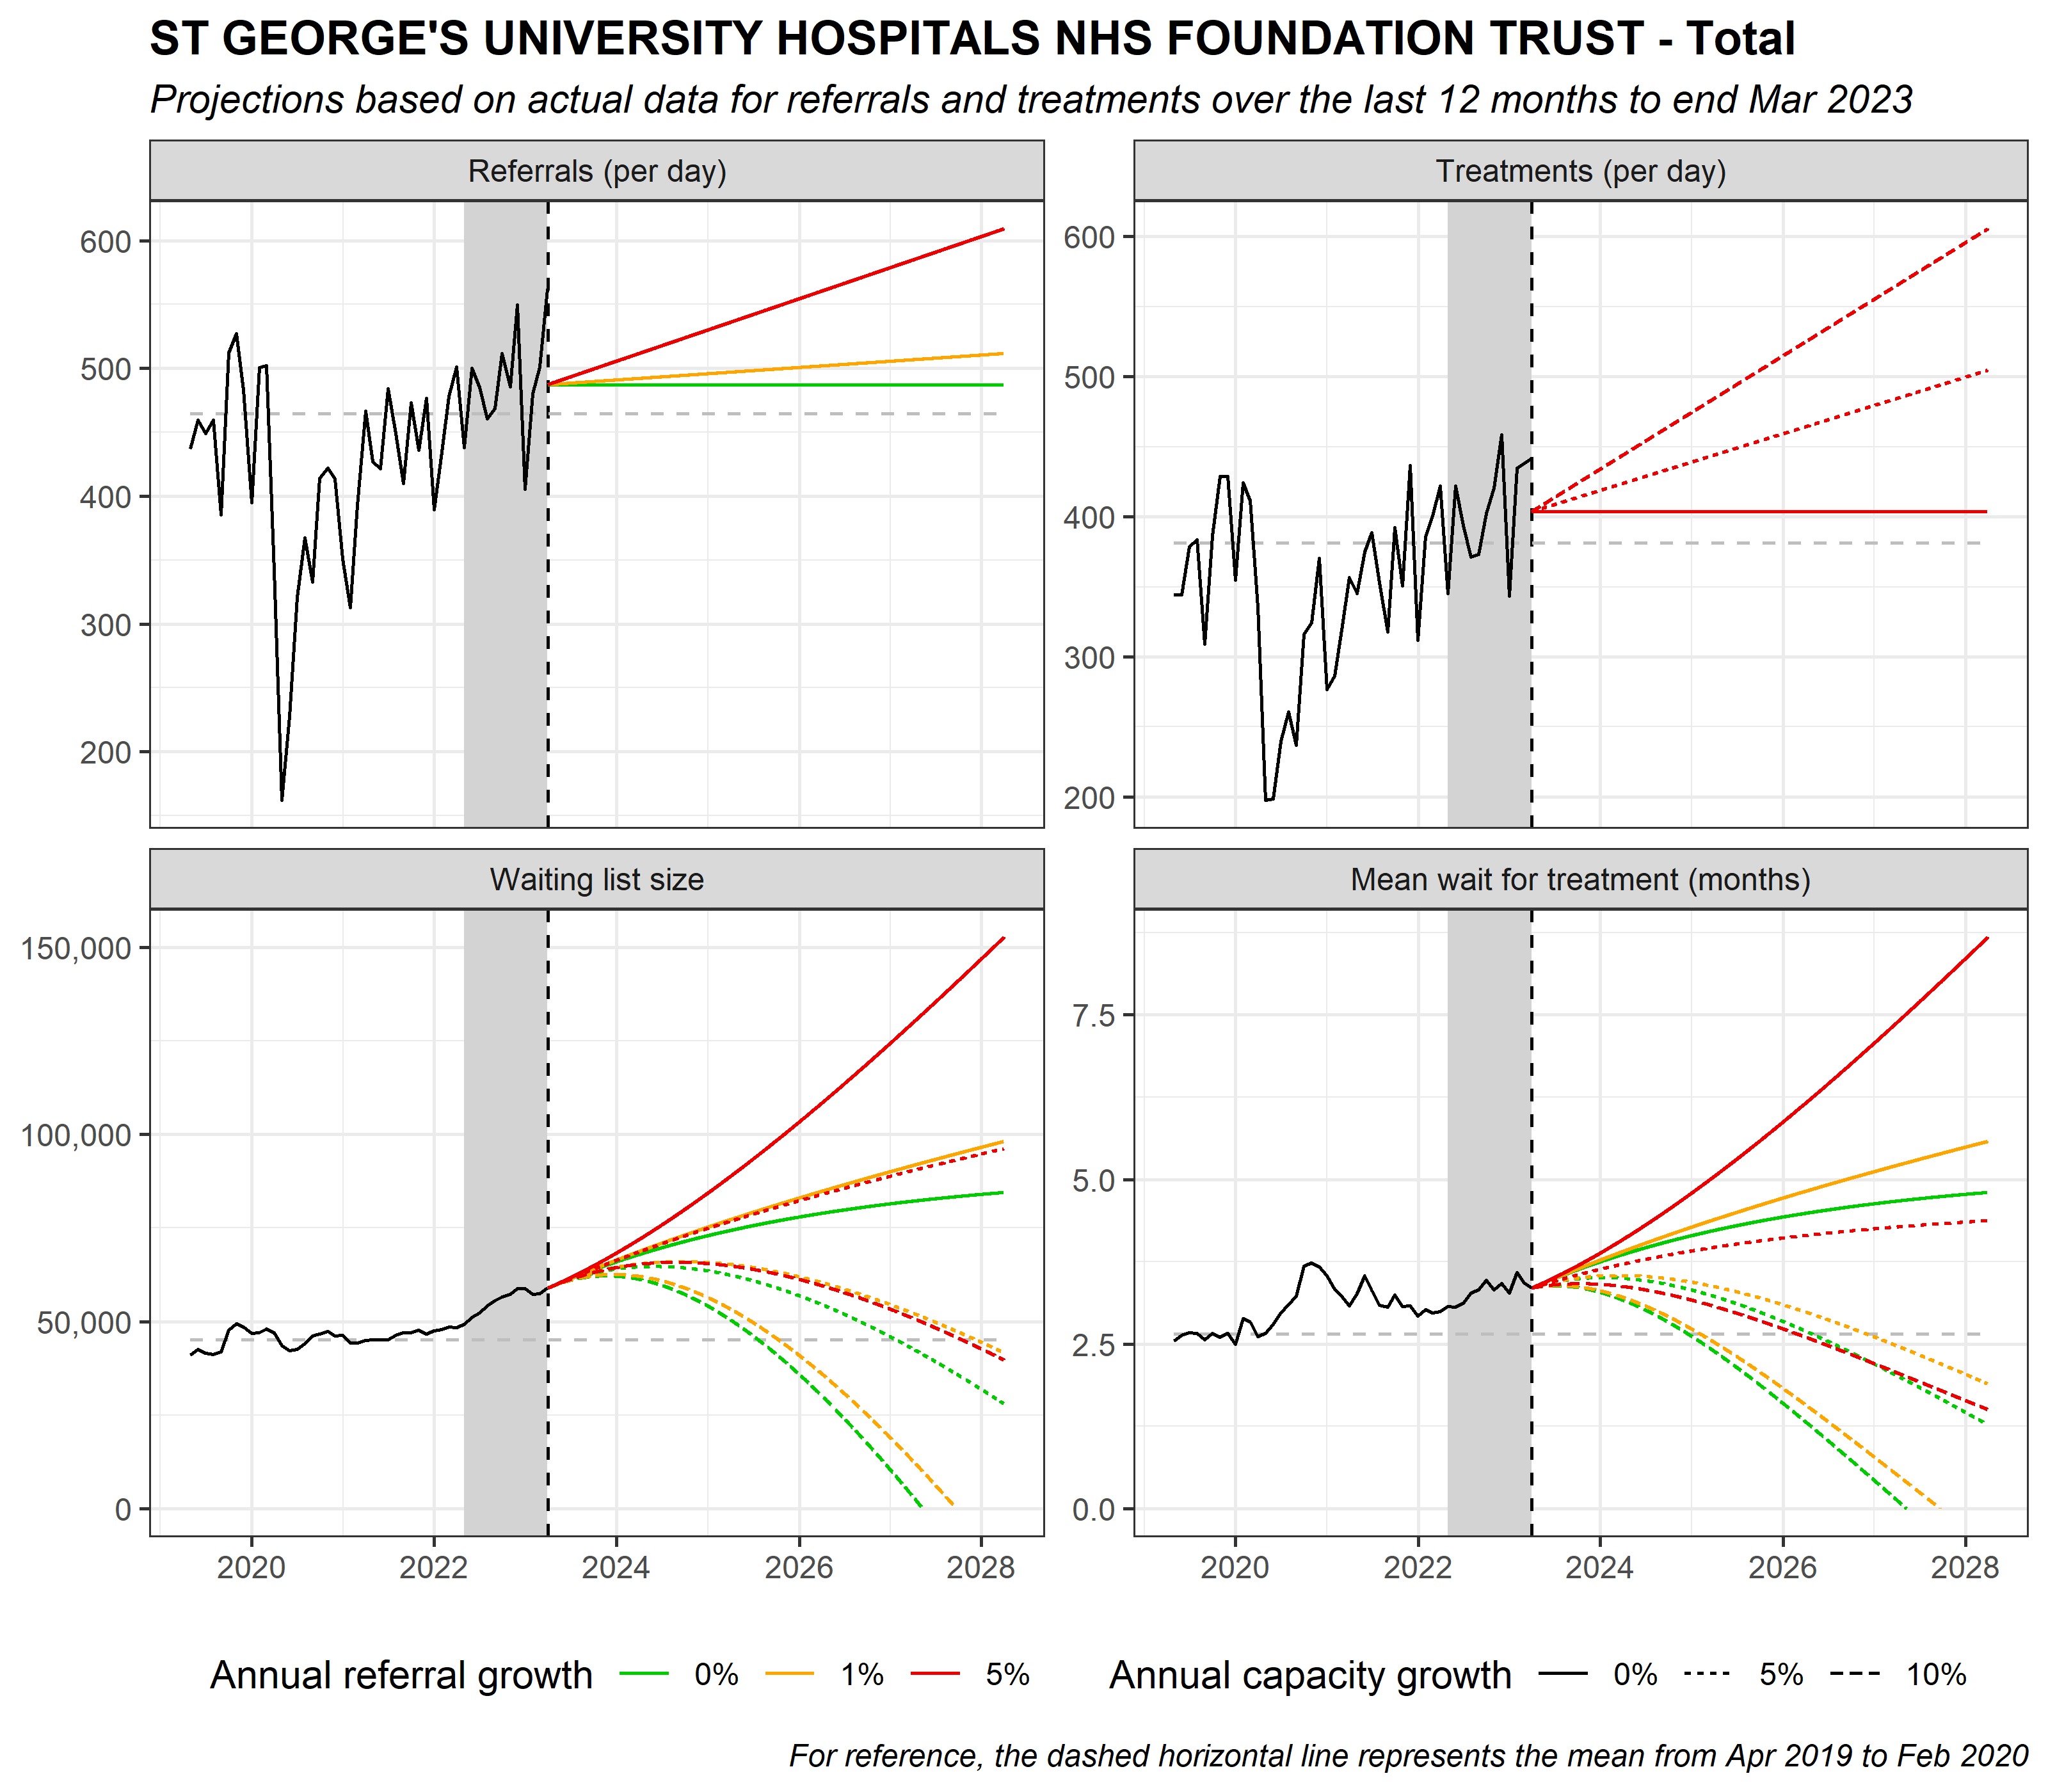 ST GEORGE'S UNIVERSITY HOSPITALS NHS FOUNDATION TRUST - Total
Projections based on actual data for referrals and treatments over the last 12 months to end Mar 2023
Referrals (per day)
600
500
400
300
200
Treatments (per day)
600
500
400
300
200
Waiting list size
150,000
100,000
50,000
0
2020 2022 2024 2026 2028
Mean wait for treatment (months)
7.5
5.0
2.5
0.0
2020 2022 2024 2026 2028
Annual referral growth 0% 1% 5%
Annual capacity growth 0% 5% 10%
For reference, the dashed horizontal line represents the mean from Apr 2019 to Feb 2020